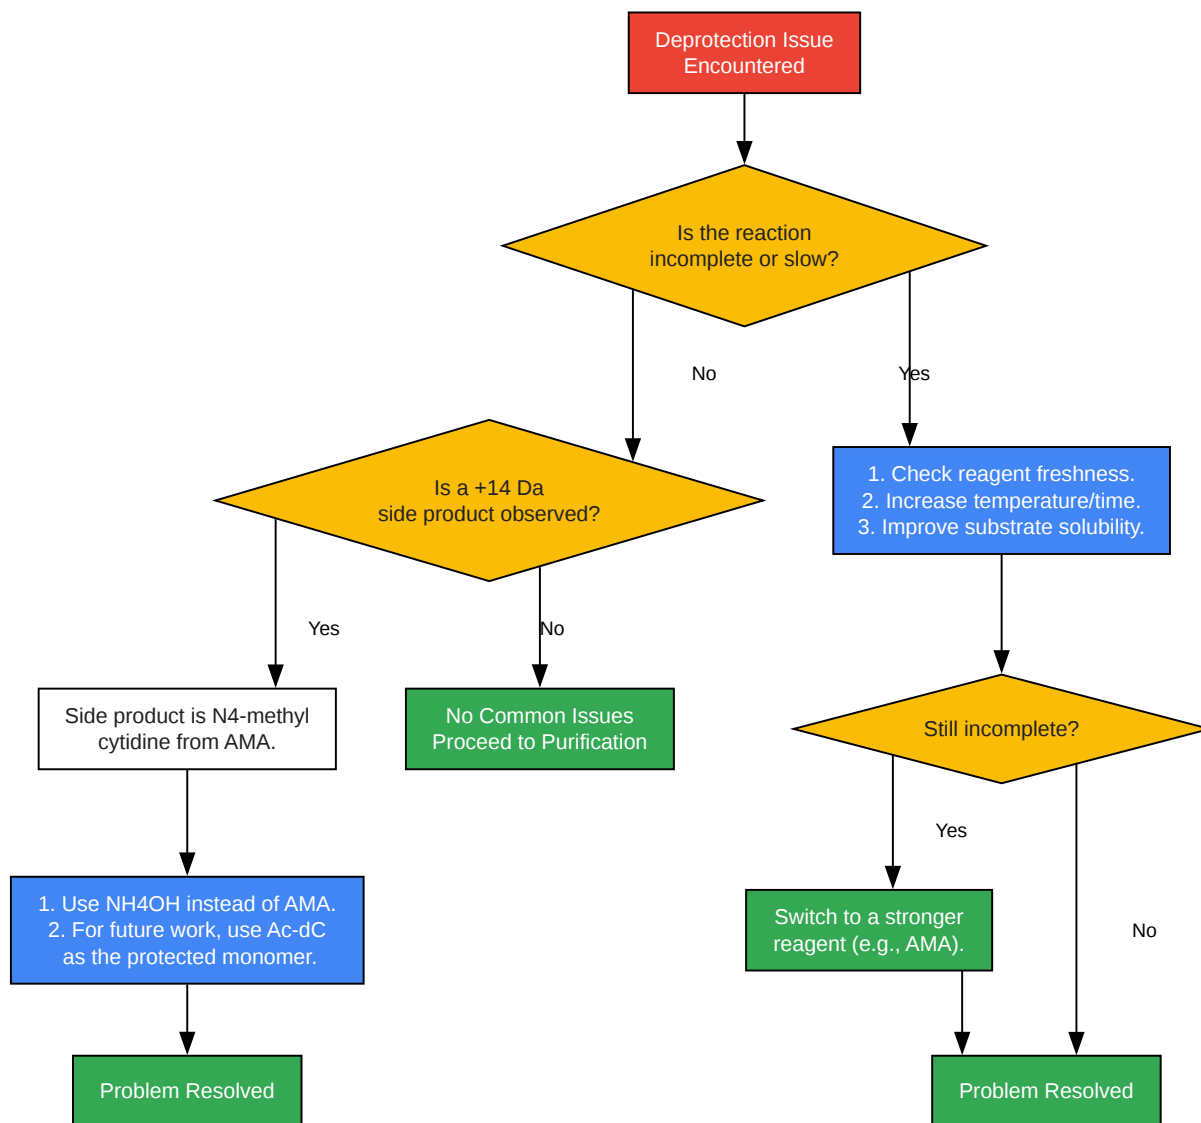 Deprotection Issue
Encountered
Is the reaction
incomplete or slow?
No
Yes
Is a +14 Da
side product observed?
1. Check reagent freshness.
2. Increase temperature/time.
3. Improve substrate solubility.
Yes
No
Side product is N4-methyl
cytidine from AMA.
No Common Issues
Proceed to Purification
Still incomplete?
Yes
No
1. Use NH4OH instead of AMA.
2. For future work, use Ac-dC
as the protected monomer.
Switch to a stronger
reagent (e.g., AMA).
Problem Resolved
Problem Resolved